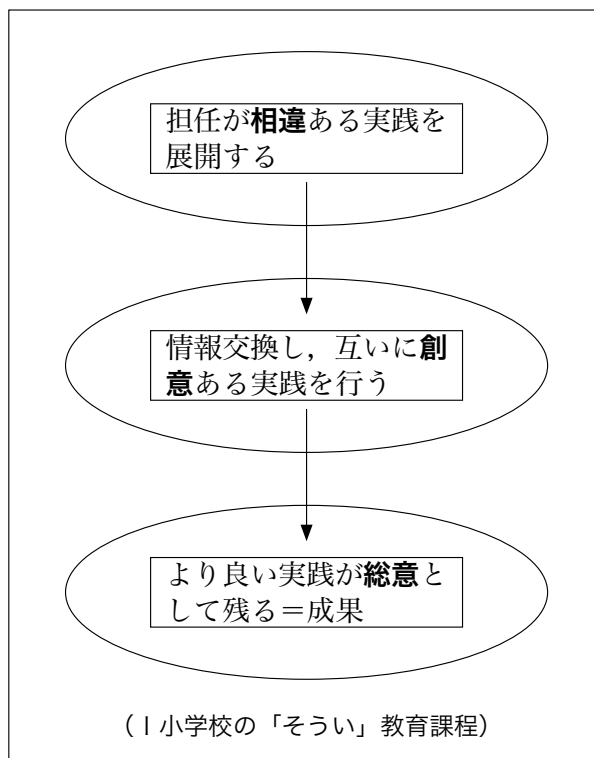 担任が相違ある実践を
展開する
情報交換し，互いに創
意ある実践を行う
より良い実践が総意と
して残る＝成果
（Ｉ小学校の「そうい」教育課程）